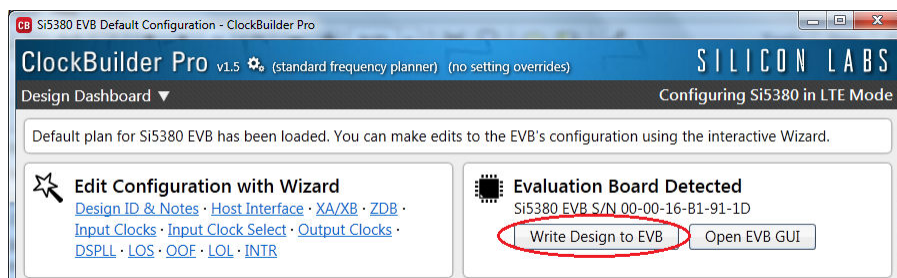 CB Si5380 EVB Default Configuration - ClockBuilder Pro
ClockBuilder Pro v1.5 (standard frequency planner) (no setting overrides) SILICON LABS
Design Dashboard ▼ Configuring Si5380 in LTE Mode
Default plan for Si5380 EVB has been loaded. You can make edits to the EVB's configuration using the interactive Wizard.
Edit Configuration with Wizard
Design ID & Notes · Host Interface · XA/XB · ZDB ·
Input Clocks · Input Clock Select · Output Clocks ·
DSPLL · LOS · OOF · LOL · INTR
Evaluation Board Detected
Si5380 EVB S/N 00-00-16-B1-91-1D
Write Design to EVB Open EVB GUI